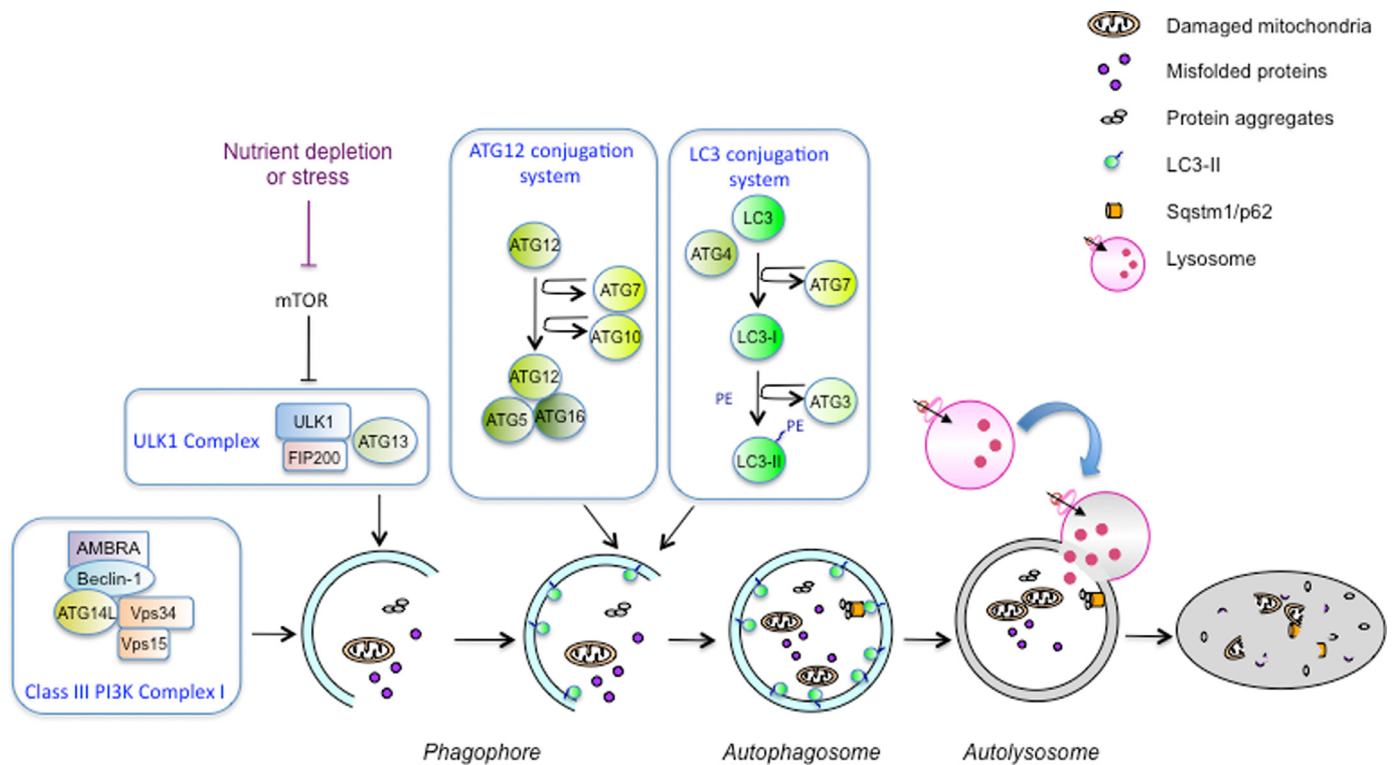 Damaged mitochondria
Misfolded proteins
Protein aggregates
LC3-II
Sqstm1/p62
Lysosome
Nutrient depletion
or stress
mTOR
ULK1 Complex
ULK1
FIP200
ATG13
ATG12 conjugation
system
ATG12
ATG7
ATG10
ATG12
ATG5
ATG16
LC3 conjugation
system
LC3
ATG4
ATG7
LC3-I
PE
ATG3
PE
LC3-II
AMBRA
Beclin-1
ATG14L
Vps34
Vps15
Class III PI3K Complex I
Phagophore
Autophagosome
Autolysosome